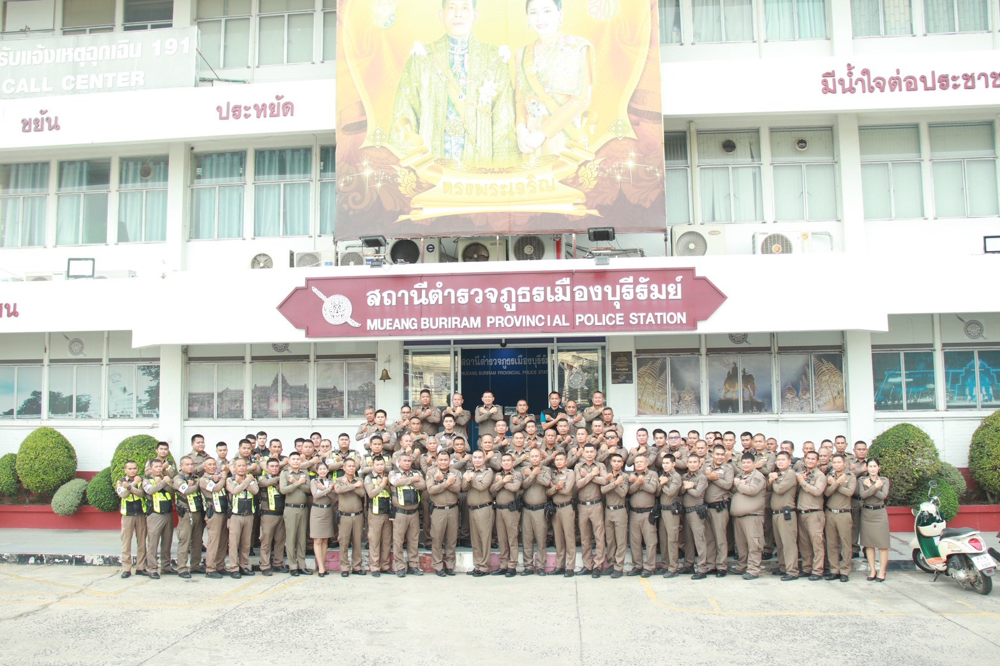 รับแจ้งเหตุฉุกเฉิน 191
CALL CENTER
ขยัน
ประหยัด
มีน้ำใจต่อประชาช
ทรงพระเจริญ
สถานีตำรวจภูธรเมืองบุรีรัมย์
MUEANG BURIRAM PROVINCIAL POLICE STATION
สถานีตำรวจภูธรเมืองบุรีรั
MUEANG BURIRAM PROVINCIAL POLICE STA